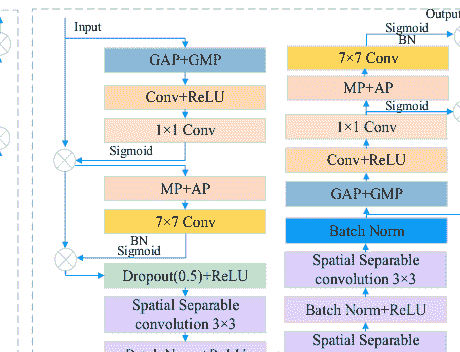 Input
GAP+GMP
Conv+ReLU
1×1 Conv
Sigmoid
MP+AP
7×7 Conv
BN
Sigmoid
Dropout(0.5)+ReLU
Spatial Separable
convolution 3×3
Output
Sigmoid
BN
7×7 Conv
MP+AP
Sigmoid
1×1 Conv
Conv+ReLU
GAP+GMP
Batch Norm
Spatial Separable
convolution 3×3
Batch Norm+ReLU
Spatial Separable